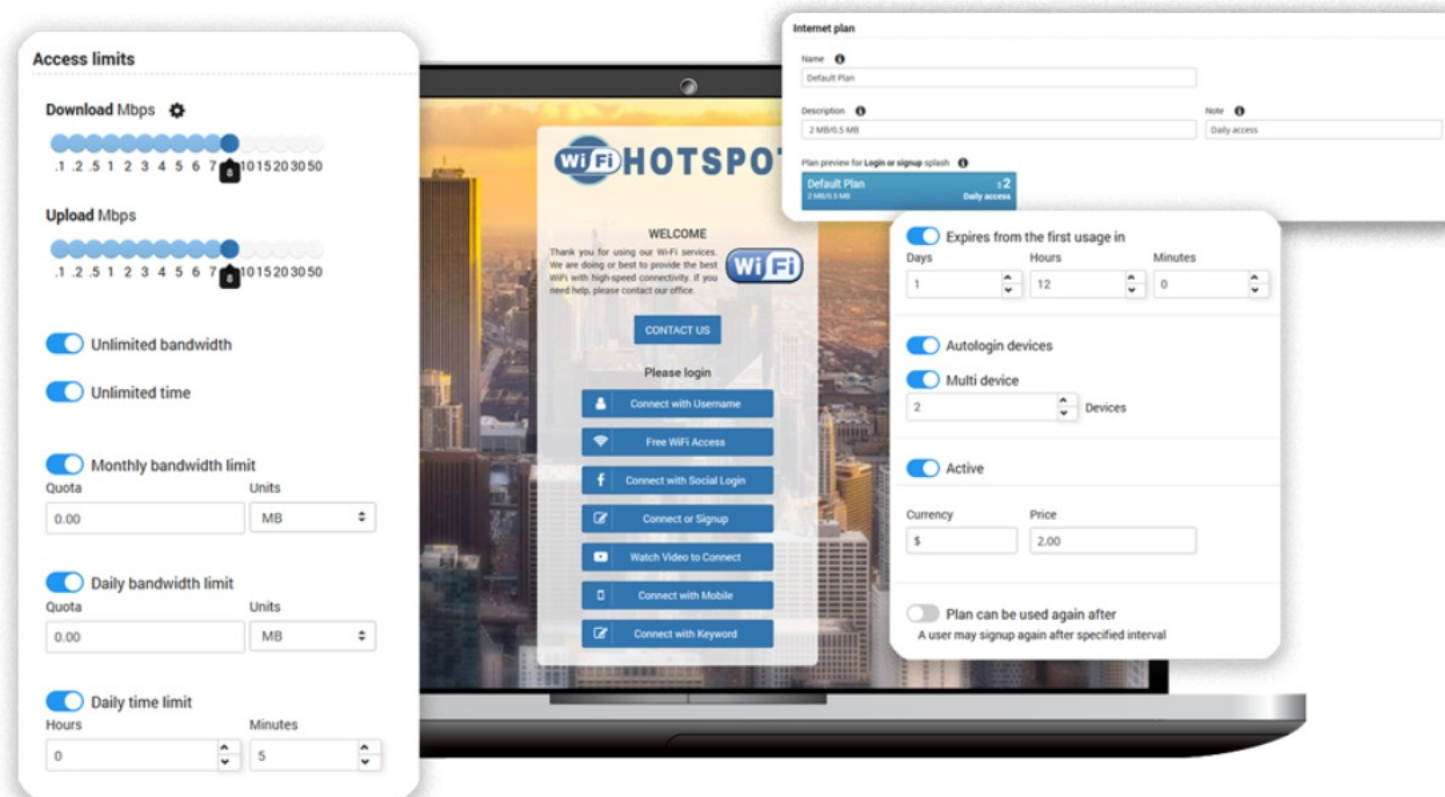 Access limits
Download Mbps
.1 .2 .5 1 2 3 4 5 6 7 8 10 15 20 30 50
Upload Mbps
.1 .2 .5 1 2 3 4 5 6 7 8 10 15 20 30 50
Unlimited bandwidth
Unlimited time
Monthly bandwidth limit
Quota Units
0.00 MB
Daily bandwidth limit
Quota Units
0.00 MB
Daily time limit
Hours Minutes
0 5
Wi Fi HOTSPO
WELCOME
Thank you for using our Wi-Fi services.
We are doing or best to provide the best
WiFi with high-speed connectivity. If you
need help, please contact our office.
Wi Fi
CONTACT US
Please login
Connect with Username
Free WiFi Access
Connect with Social Login
Connect or Signup
Watch Video to Connect
Connect with Mobile
Connect with Keyword
Internet plan
Name
Default Plan
Description Note
2 MB/0.5 MB Daily access
Plan preview for Login or signup splash
Default Plan $ 2
2 MB/0.5 MB Daily access
Expires from the first usage in
Days Hours Minutes
1 12 0
Autologin devices
Multi device
2 Devices
Active
Currency Price
$ 2.00
Plan can be used again after
A user may signup again after specified interval